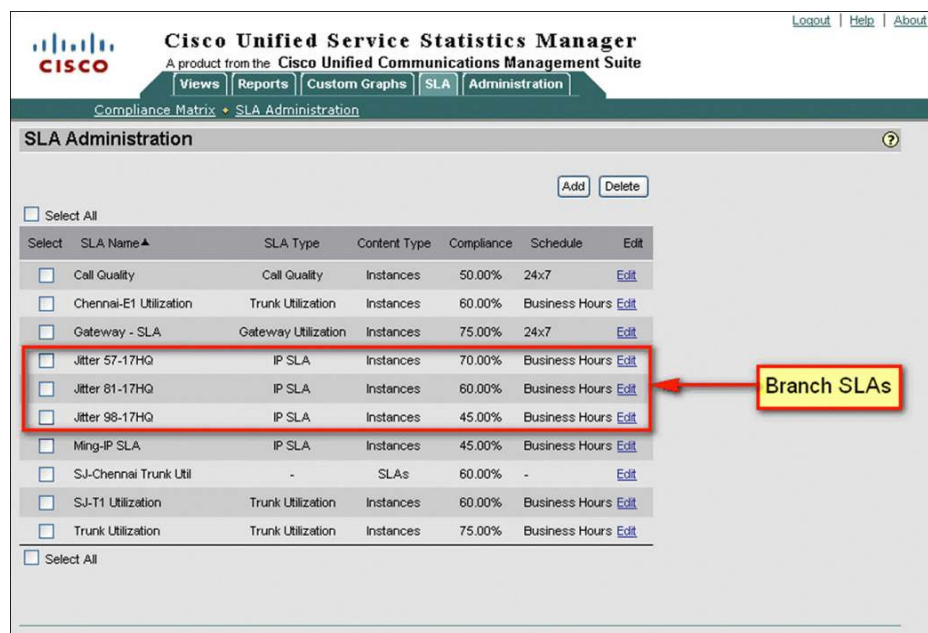 Logout | Help | About
CISCO
Cisco Unified Service Statistics Manager
A product from the Cisco Unified Communications Management Suite
Views Reports Custom Graphs SLA Administration
Compliance Matrix SLA Administration
SLA Administration
?
Add Delete
Select All
Select SLA Name SLA Type Content Type Compliance Schedule Edit
Call Quality Call Quality Instances 50.00% 24x7 Edit
Chennai-E1 Utilization Trunk Utilization Instances 60.00% Business Hours Edit
Gateway - SLA Gateway Utilization Instances 75.00% 24x7 Edit
Jitter 57-17HQ IP SLA Instances 70.00% Business Hours Edit
Jitter 81-17HQ IP SLA Instances 60.00% Business Hours Edit
Branch SLAs
Jitter 98-17HQ IP SLA Instances 45.00% Business Hours Edit
Ming-IP SLA IP SLA Instances 45.00% Business Hours Edit
SJ-Chennai Trunk Util - SLAs 60.00% - Edit
SJ-T1 Utilization Trunk Utilization Instances 60.00% Business Hours Edit
Trunk Utilization Trunk Utilization Instances 75.00% Business Hours Edit
Select All